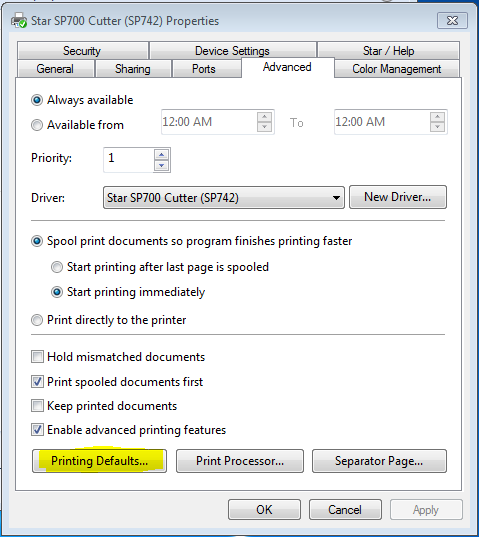 Star SP700 Cutter (SP742) Properties
Security Device Settings Star / Help
General Sharing Ports Advanced Color Management
Always available
Available from 12:00 AM To 12:00 AM
Priority: 1
Driver: Star SP700 Cutter (SP742) New Driver...
Spool print documents so program finishes printing faster
Start printing after last page is spooled
Start printing immediately
Print directly to the printer
Hold mismatched documents
Print spooled documents first
Keep printed documents
Enable advanced printing features
Printing Defaults... Print Processor... Separator Page...
OK Cancel Apply